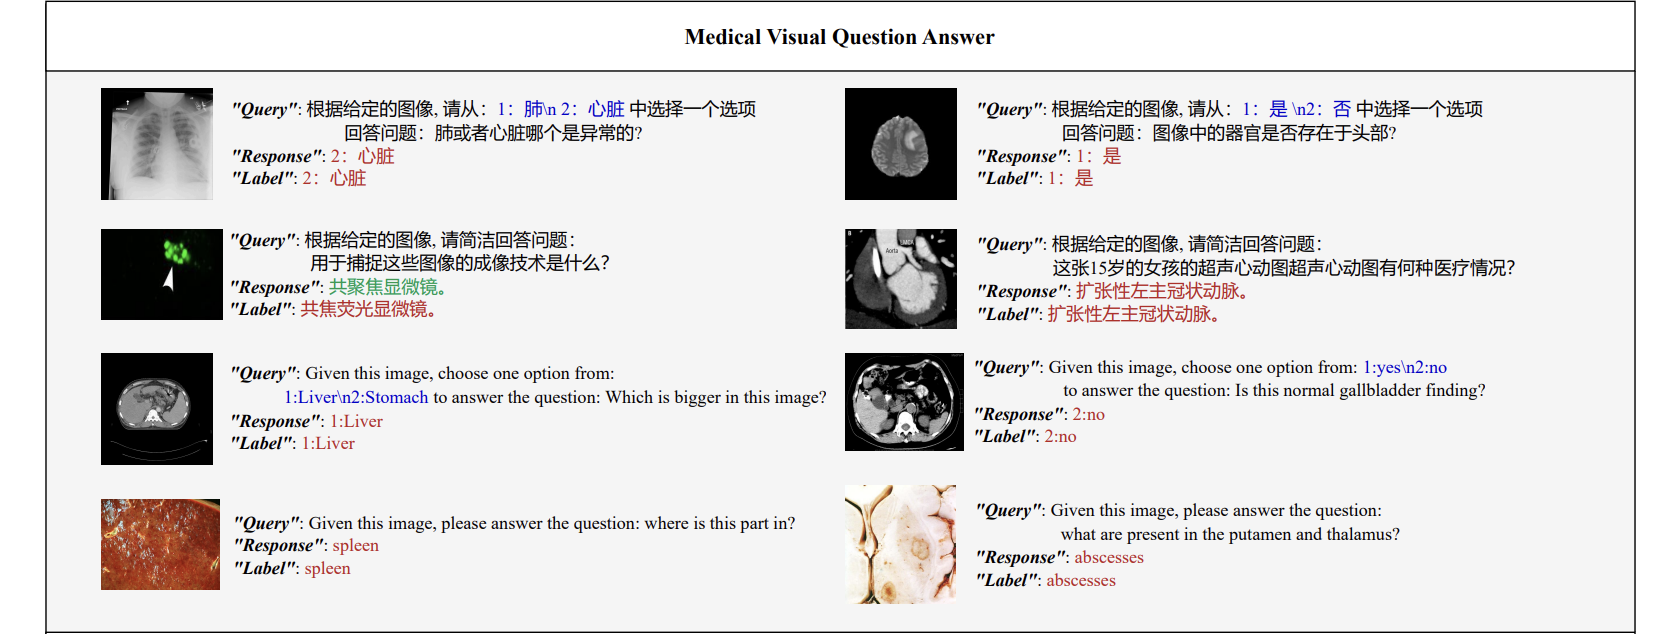 Medical Visual Question Answer
"Query": 根据给定的图像, 请从：1：肺\n 2：心脏 中选择一个选项
回答问题：肺或者心脏哪个是异常的?
"Response": 2：心脏
"Label": 2：心脏
"Query": 根据给定的图像, 请从：1：是 \n2：否 中选择一个选项
回答问题：图像中的器官是否存在于头部?
"Response": 1：是
"Label": 1：是
"Query": 根据给定的图像, 请简洁回答问题：
用于捕捉这些图像的成像技术是什么?
"Response": 共聚焦显微镜。
"Label": 共焦荧光显微镜。
Aorta
LMCA
"Query": 根据给定的图像, 请简洁回答问题：
这张15岁的女孩的超声心动图超声心动图有何种医疗情况?
"Response": 扩张性左主冠状动脉。
"Label": 扩张性左主冠状动脉。
"Query": Given this image, choose one option from:
1:Liver\n2:Stomach to answer the question: Which is bigger in this image?
"Response": 1:Liver
"Label": 1:Liver
"Query": Given this image, choose one option from: 1:yes\n2:no
to answer the question: Is this normal gallbladder finding?
"Response": 2:no
"Label": 2:no
"Query": Given this image, please answer the question: where is this part in?
"Response": spleen
"Label": spleen
"Query": Given this image, please answer the question:
what are present in the putamen and thalamus?
"Response": abscesses
"Label": abscesses